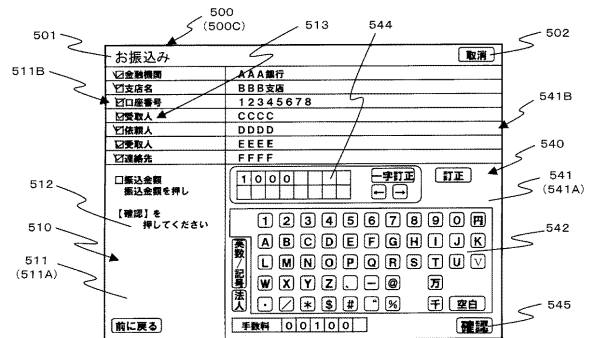 500
(500C)
513
544
501
502
お振込み
取消
511B
☑金融機関 AAA銀行
☑支店名 BBB支店
☑口座番号 12345678
☑受取人 CCCC
541B
☑依頼人 DDDD
☑受取人 EEEE
☑連絡先 FFFF
540
□振込金額
振込金額を押し
1000
一字訂正
訂正
← →
541
(541A)
512
【確認】を
押してください
510
511
(511A)
1 2 3 4 5 6 7 8 9 0 円
A B C D E F G H I J K
542
英数/記号
L M N O P Q R S T U V
W X Y Z 、 - @ 万
法人
・ / * $ # ゛ % 千 空白
545
前に戻る
手数料 00100
確認